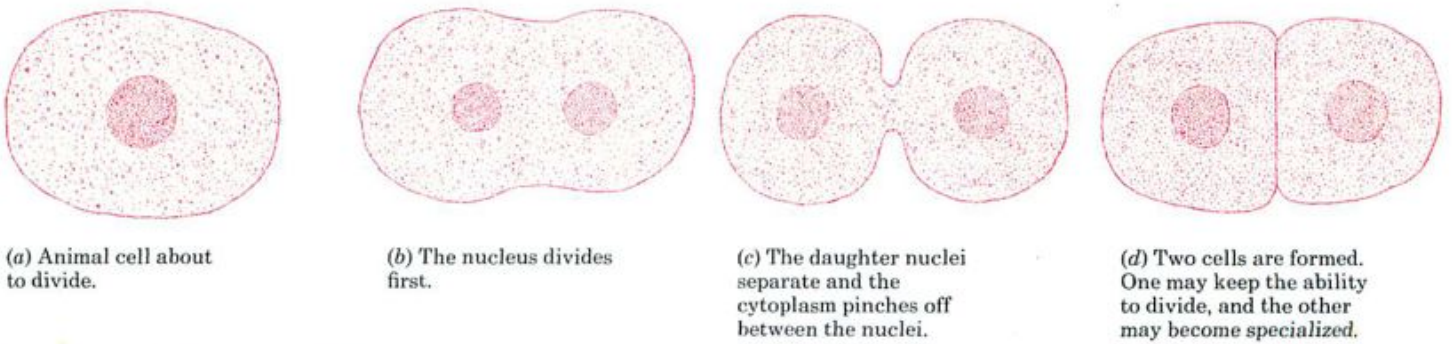 (a) Animal cell about
to divide.
(b) The nucleus divides
first.
(c) The daughter nuclei
separate and the
cytoplasm pinches off
between the nuclei.
(d) Two cells are formed.
One may keep the ability
to divide, and the other
may become specialized.